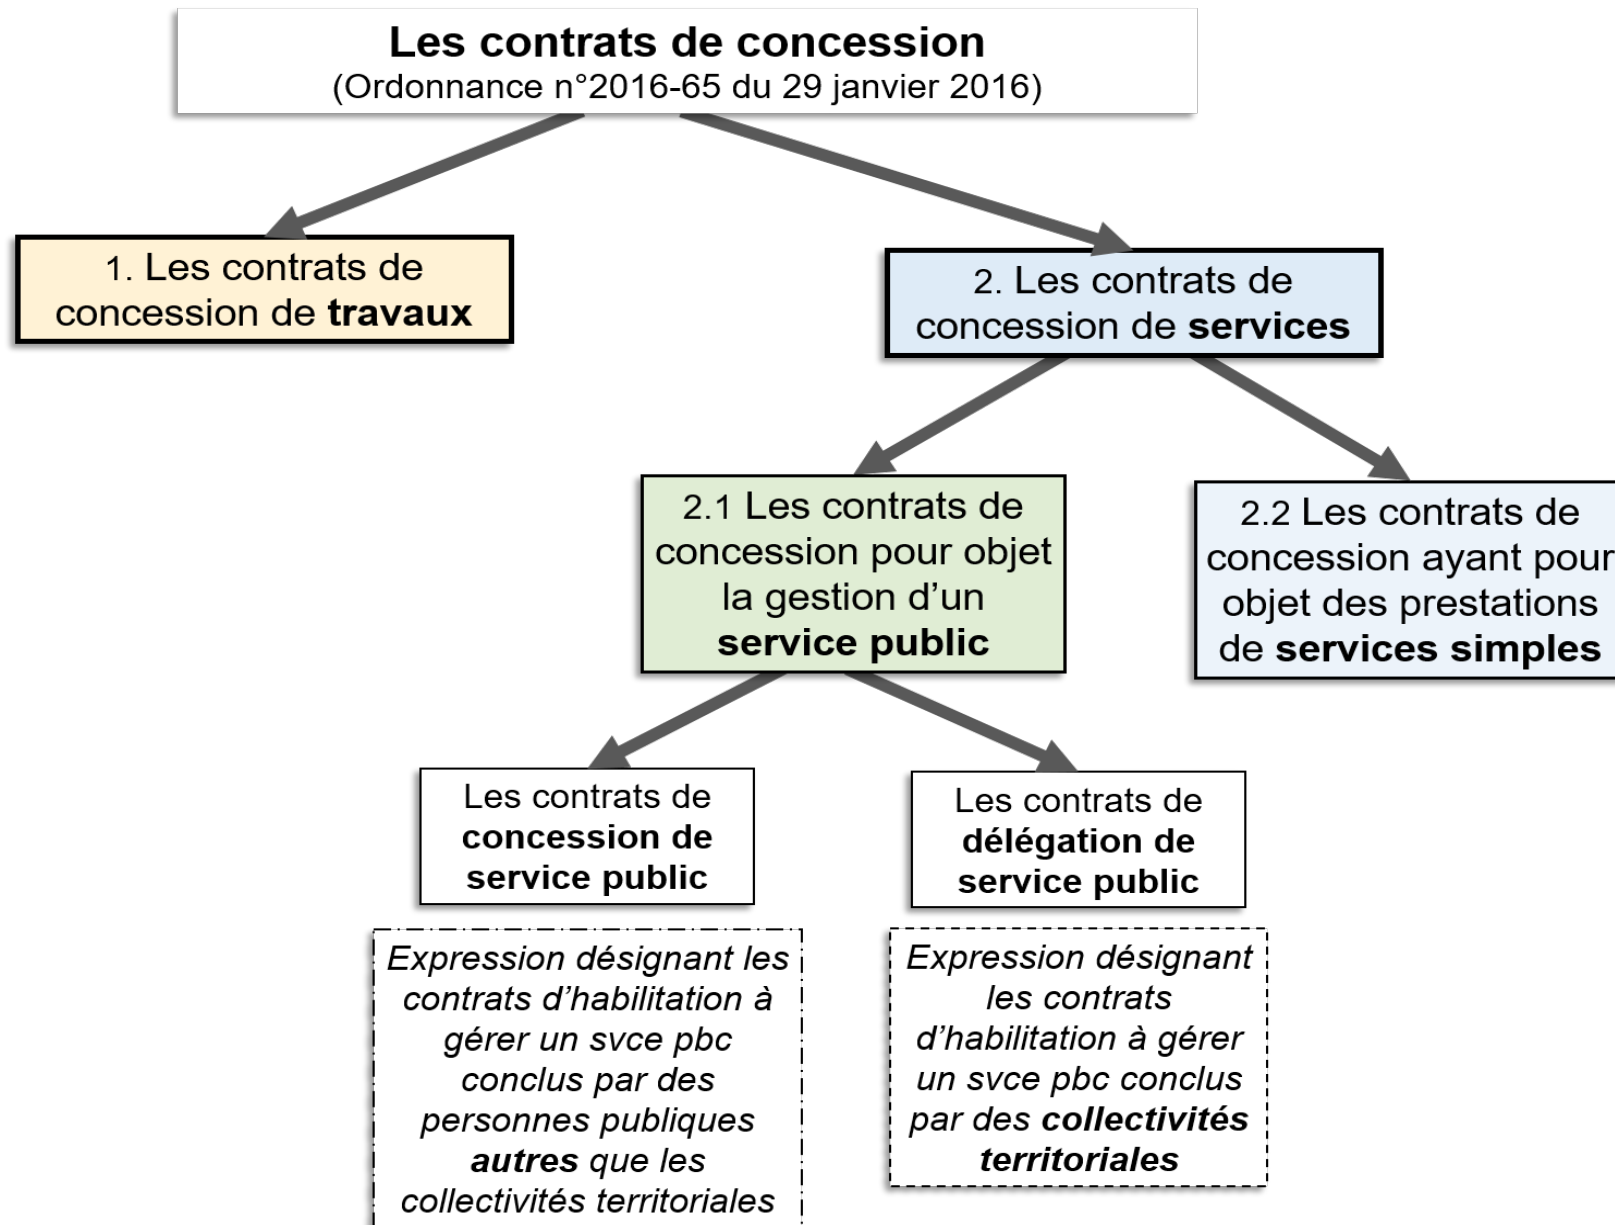 Les contrats de concession
(Ordonnance n°2016-65 du 29 janvier 2016)
1. Les contrats de
concession de travaux
2. Les contrats de
concession de services
2.1 Les contrats de
concession pour objet
la gestion d’un
service public
2.2 Les contrats de
concession ayant pour
objet des prestations
de services simples
Les contrats de
concession de
service public
Les contrats de
délégation de
service public
Expression désignant les
contrats d’habilitation à
gérer un svce pbc
conclus par des
personnes publiques
autres que les
collectivités territoriales
Expression désignant
les contrats
d’habilitation à gérer
un svce pbc conclus
par des collectivités
territoriales